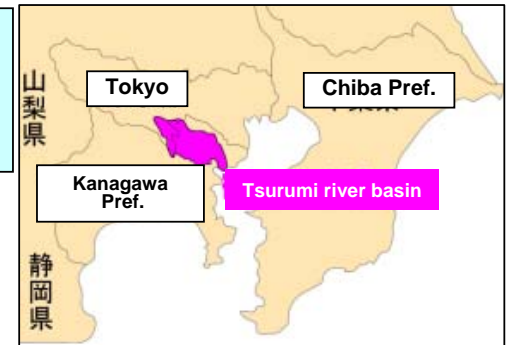 山梨県
Tokyo
Chiba Pref.
Kanagawa
Pref.
Tsurumi river basin
静岡県